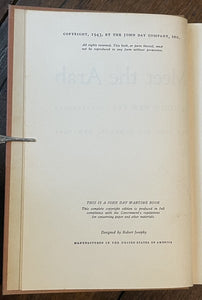 COPYRIGHT, 1943, BY THE JOHN DAY COMPANY, INC.
All rights reserved. This book, or parts thereof, must
not be reproduced in any form without permission.
Meet the Arab
THIS IS A JOHN DAY WARTIME BOOK
This complete copyright edition is produced in full
compliance with the Government's regulations
for conserving paper and other materials.
Designed by Robert Josephy
MANUFACTURED IN THE UNITED STATES OF AMERICA